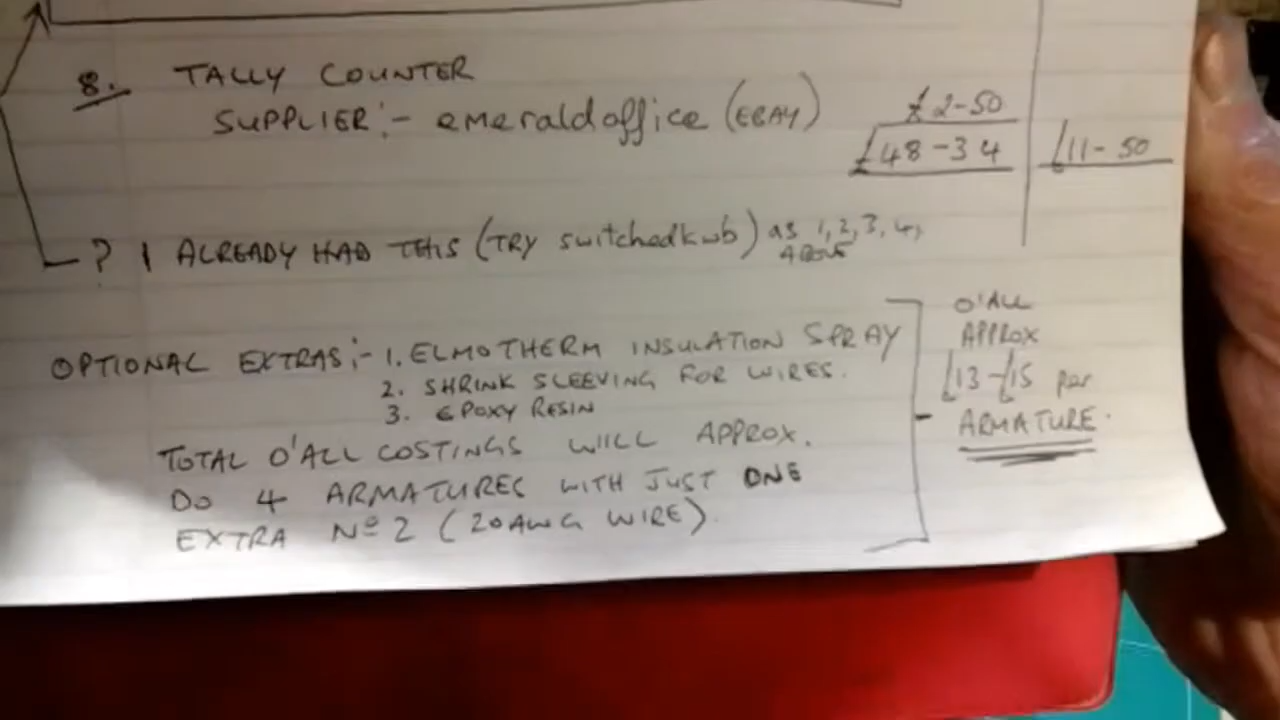 8. TALLY COUNTER
SUPPLIER:- emeraldoffice (EBAY) £2-50
£48-34 £11-50
? I ALREADY HAD THIS (TRY switchedkwb) as 1,2,3,4,
ABOVE
OPTIONAL EXTRAS:- 1. ELMOTHERM INSULATION SPRAY
2. SHRINK SLEEVING FOR WIRES.
3. EPOXY RESIN
TOTAL O'ALL COSTINGS WILL APPROX.
DO 4 ARMATURES WITH JUST ONE
EXTRA Nº 2 (20AWG WIRE).
O'ALL
APPROX
£13-£15 per
ARMATURE.